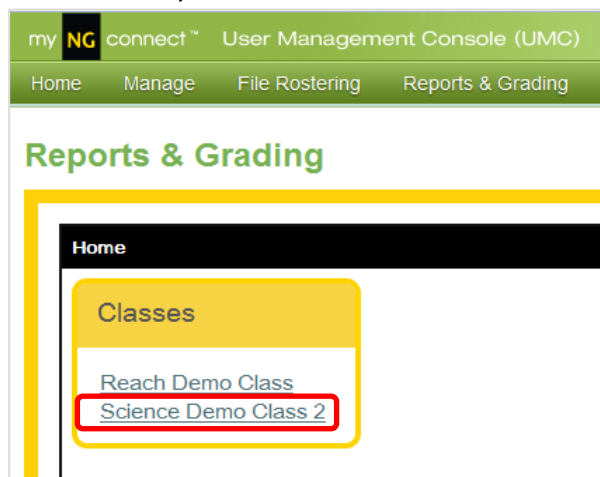 my NG connect™ User Management Console (UMC)
Home Manage File Rostering Reports & Grading
Reports & Grading
Home
Classes
Reach Demo Class
Science Demo Class 2